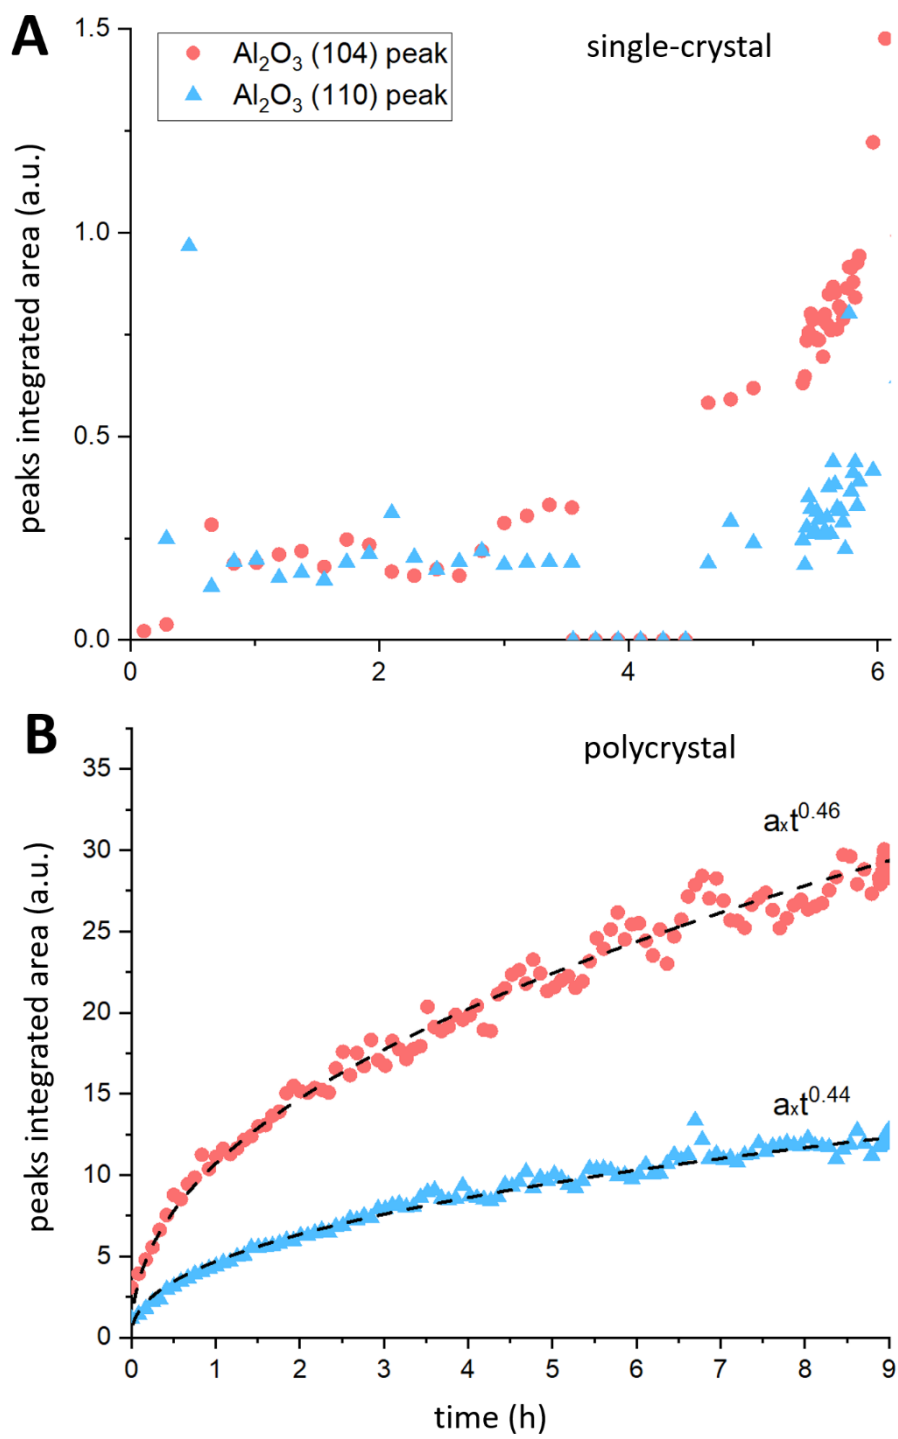 A
single-crystal
Al₂O₃ (104) peak
Al₂O₃ (110) peak
peaks integrated area (a.u.)
1.5
1.0
0.5
0.0
0 2 4 6
B
polycrystal
peaks integrated area (a.u.)
35
30
25
20
15
10
5
0
aₓt⁰·⁴⁶
aₓt⁰·⁴⁴
0 1 2 3 4 5 6 7 8 9
time (h)